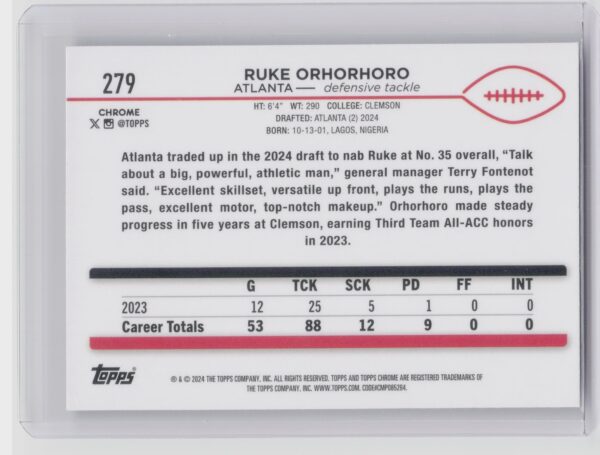 279
RUKE ORHORHORO
ATLANTA — defensive tackle
CHROME
@TOPPS
HT: 6'4" WT: 290 COLLEGE: CLEMSON
DRAFTED: ATLANTA (2) 2024
BORN: 10-13-01, LAGOS, NIGERIA
Atlanta traded up in the 2024 draft to nab Ruke at No. 35 overall, “Talk
about a big, powerful, athletic man,” general manager Terry Fontenot
said. “Excellent skillset, versatile up front, plays the runs, plays the
pass, excellent motor, top-notch makeup.” Orhorhoro made steady
progress in five years at Clemson, earning Third Team All-ACC honors
in 2023.
G TCK SCK PD FF INT
2023 12 25 5 1 0 0
Career Totals 53 88 12 9 0 0
Topps
® & © 2024 THE TOPPS COMPANY, INC. ALL RIGHTS RESERVED. TOPPS AND TOPPS CHROME ARE REGISTERED TRADEMARKS OF
THE TOPPS COMPANY, INC. WWW.TOPPS.COM. CODE#CMP085284.